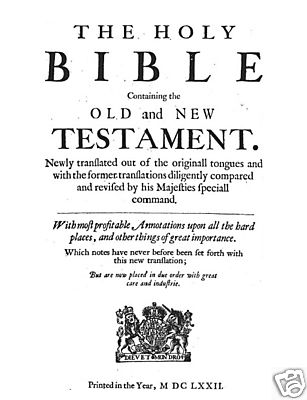 THE HOLY
BIBLE
Containing the
OLD and NEW
TESTAMENT.
Newly tranſlated out of the originall tongues and
with the former tranſlations diligently compared
and reviſed by his Majeſties ſpeciall
command.
With moſt profitable Annotations upon all the hard
places, and other things of great importance.
Which notes have never before been ſet forth with
this new tranſlation;
But are now placed in due order with great
care and induſtrie.
DIEV ET MON DROIT
Printed in the Year, M DC LXXII.